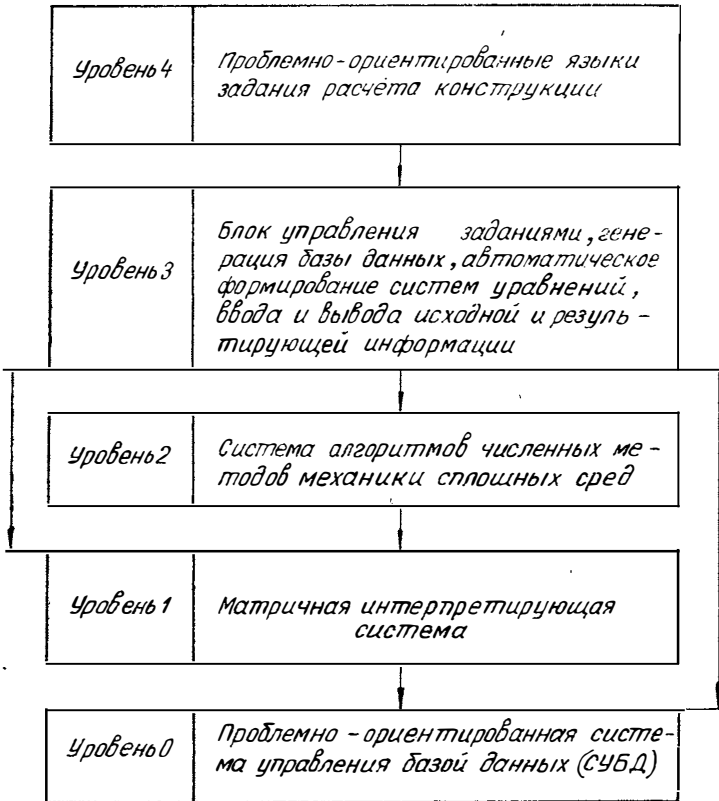 Уровень 4
Проблемно-ориентированные языки
задания расчёта конструкции
Уровень 3
Блок управления заданиями, гене-
рация базы данных, автоматическое
формирование систем уравнений,
ввода и вывода исходной и резуль-
тирующей информации
Уровень 2
Система алгоритмов численных ме-
тодов механики сплошных сред
Уровень 1
Матричная интерпретирующая
система
Уровень 0
Проблемно-ориентированная систе-
ма управления базой данных (СУБД)